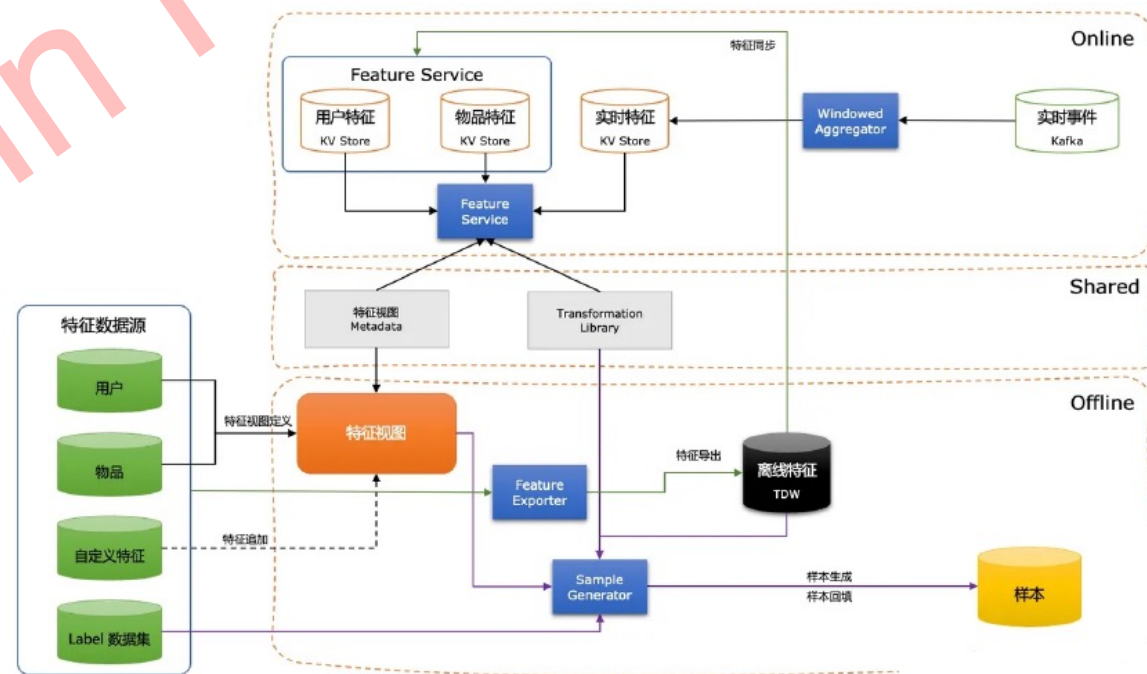 Online
特征同步
Feature Service
用户特征
KV Store
物品特征
KV Store
实时特征
KV Store
Windowed
Aggregator
实时事件
Kafka
Feature
Service
Shared
特征视图
Metadata
Transformation
Library
特征数据源
用户
物品
自定义特征
Label 数据集
Offline
特征视图定义
特征视图
特征追加
Feature
Exporter
特征导出
离线特征
TDW
Sample
Generator
样本生成
样本回填
样本